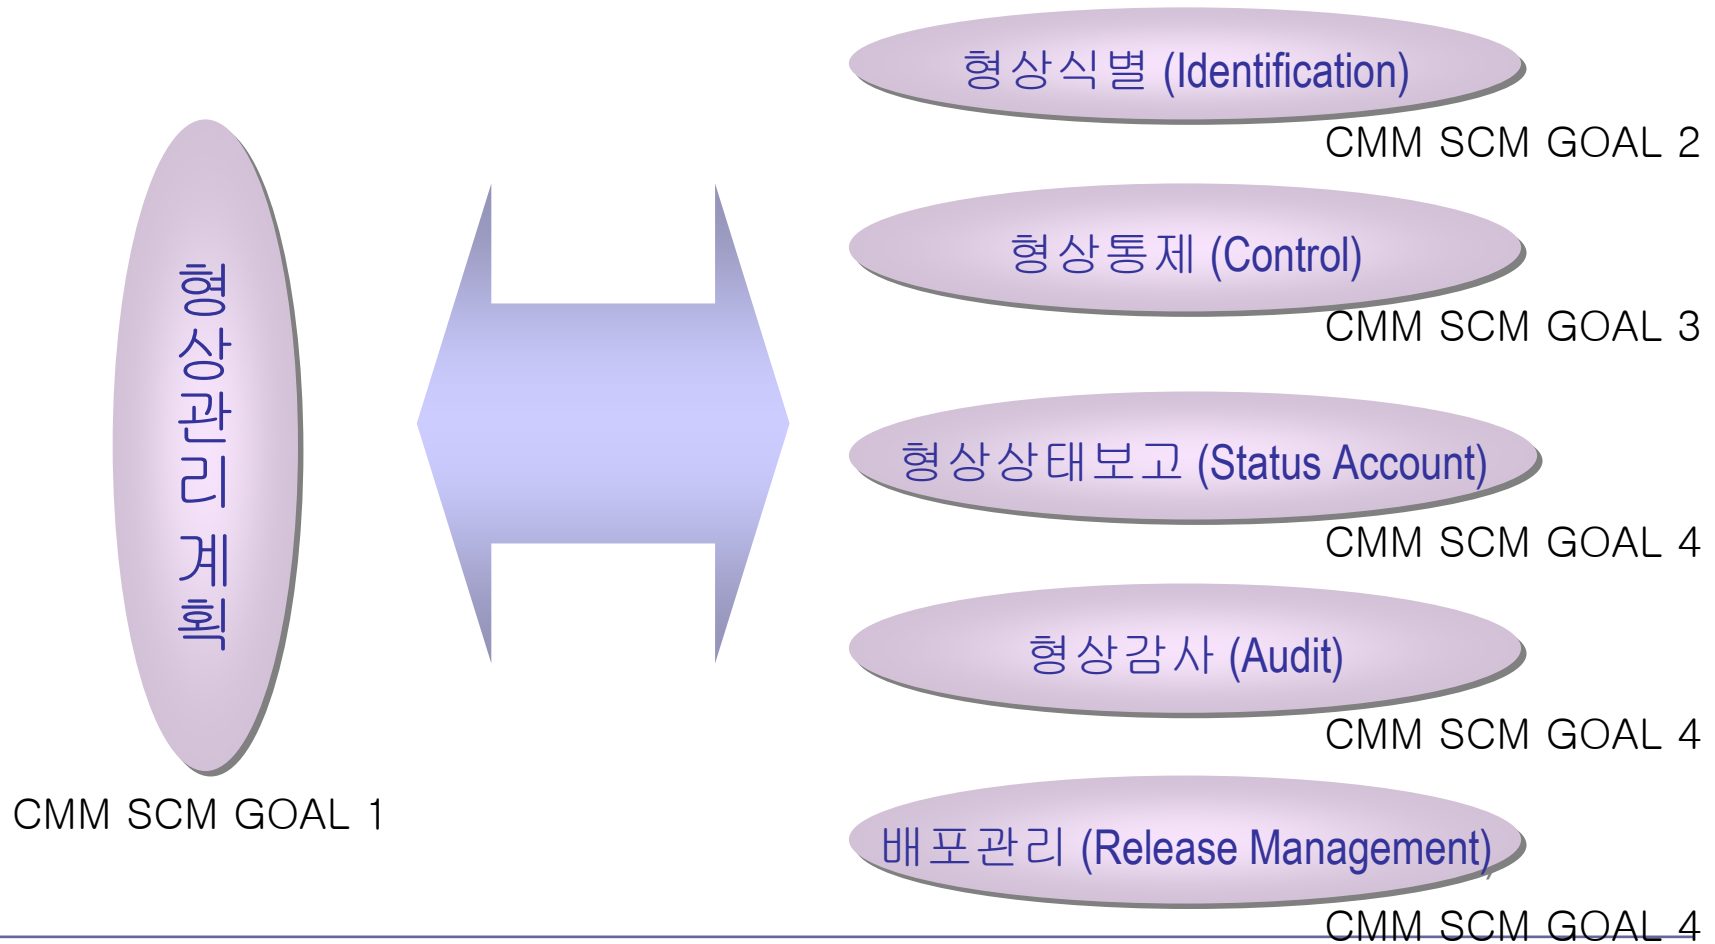 형상관리 계획
CMM SCM GOAL 1
형상식별 (Identification)
CMM SCM GOAL 2
형상통제 (Control)
CMM SCM GOAL 3
형상상태보고 (Status Account)
CMM SCM GOAL 4
형상감사 (Audit)
CMM SCM GOAL 4
배포관리 (Release Management)
CMM SCM GOAL 4